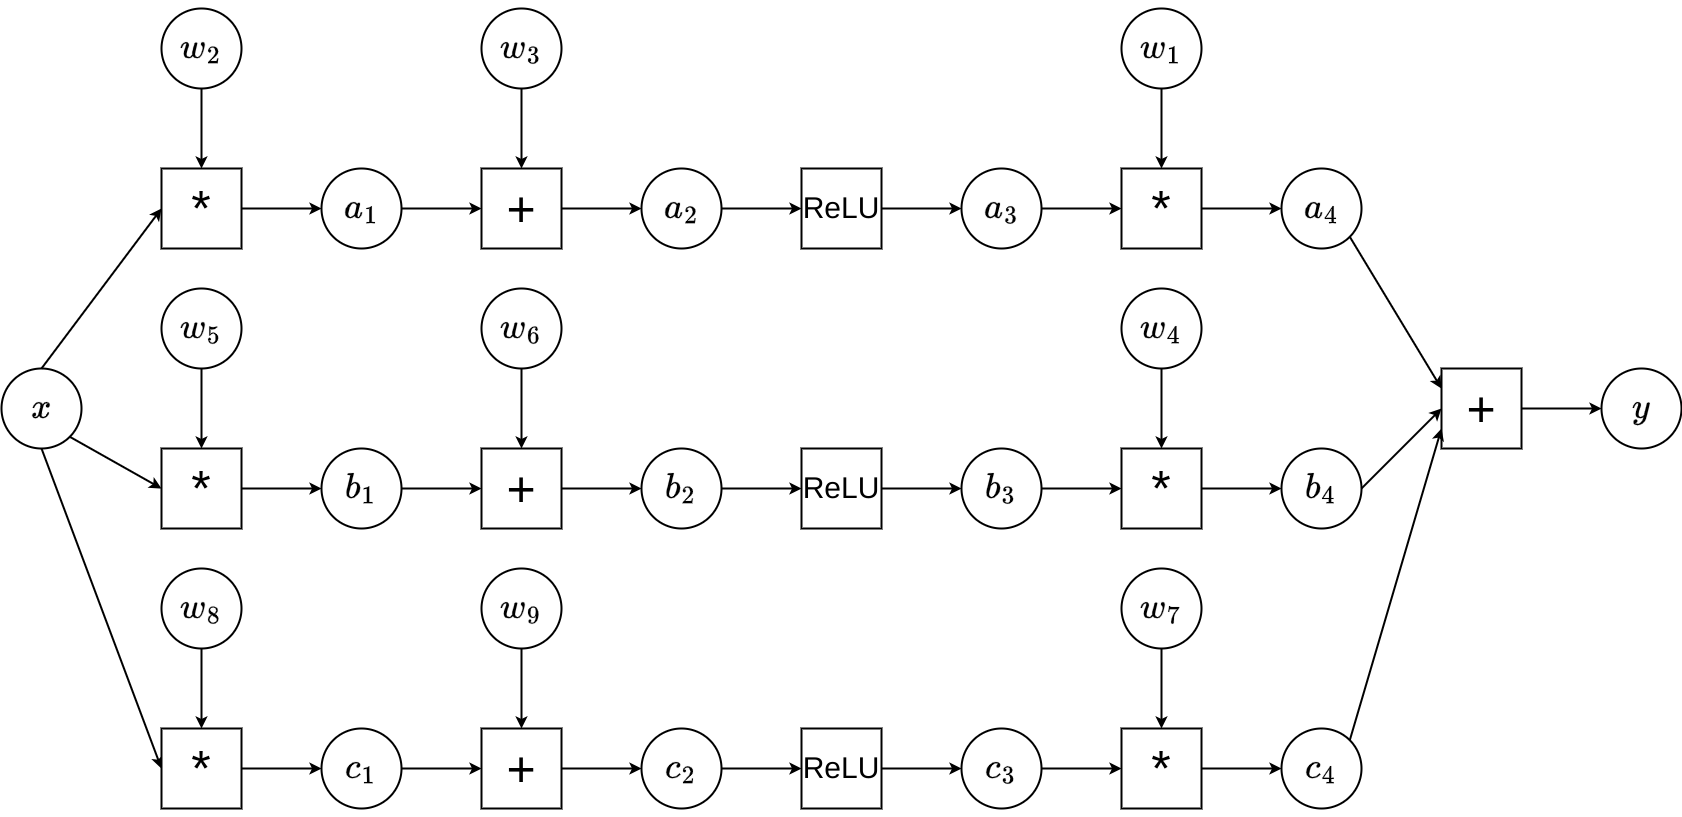 w₂ w₃ w₁
* a₁ + a₂ ReLU a₃ * a₄
w₅ w₆ w₄
x + y
* b₁ + b₂ ReLU b₃ * b₄
w₈ w₉ w₇
* c₁ + c₂ ReLU c₃ * c₄